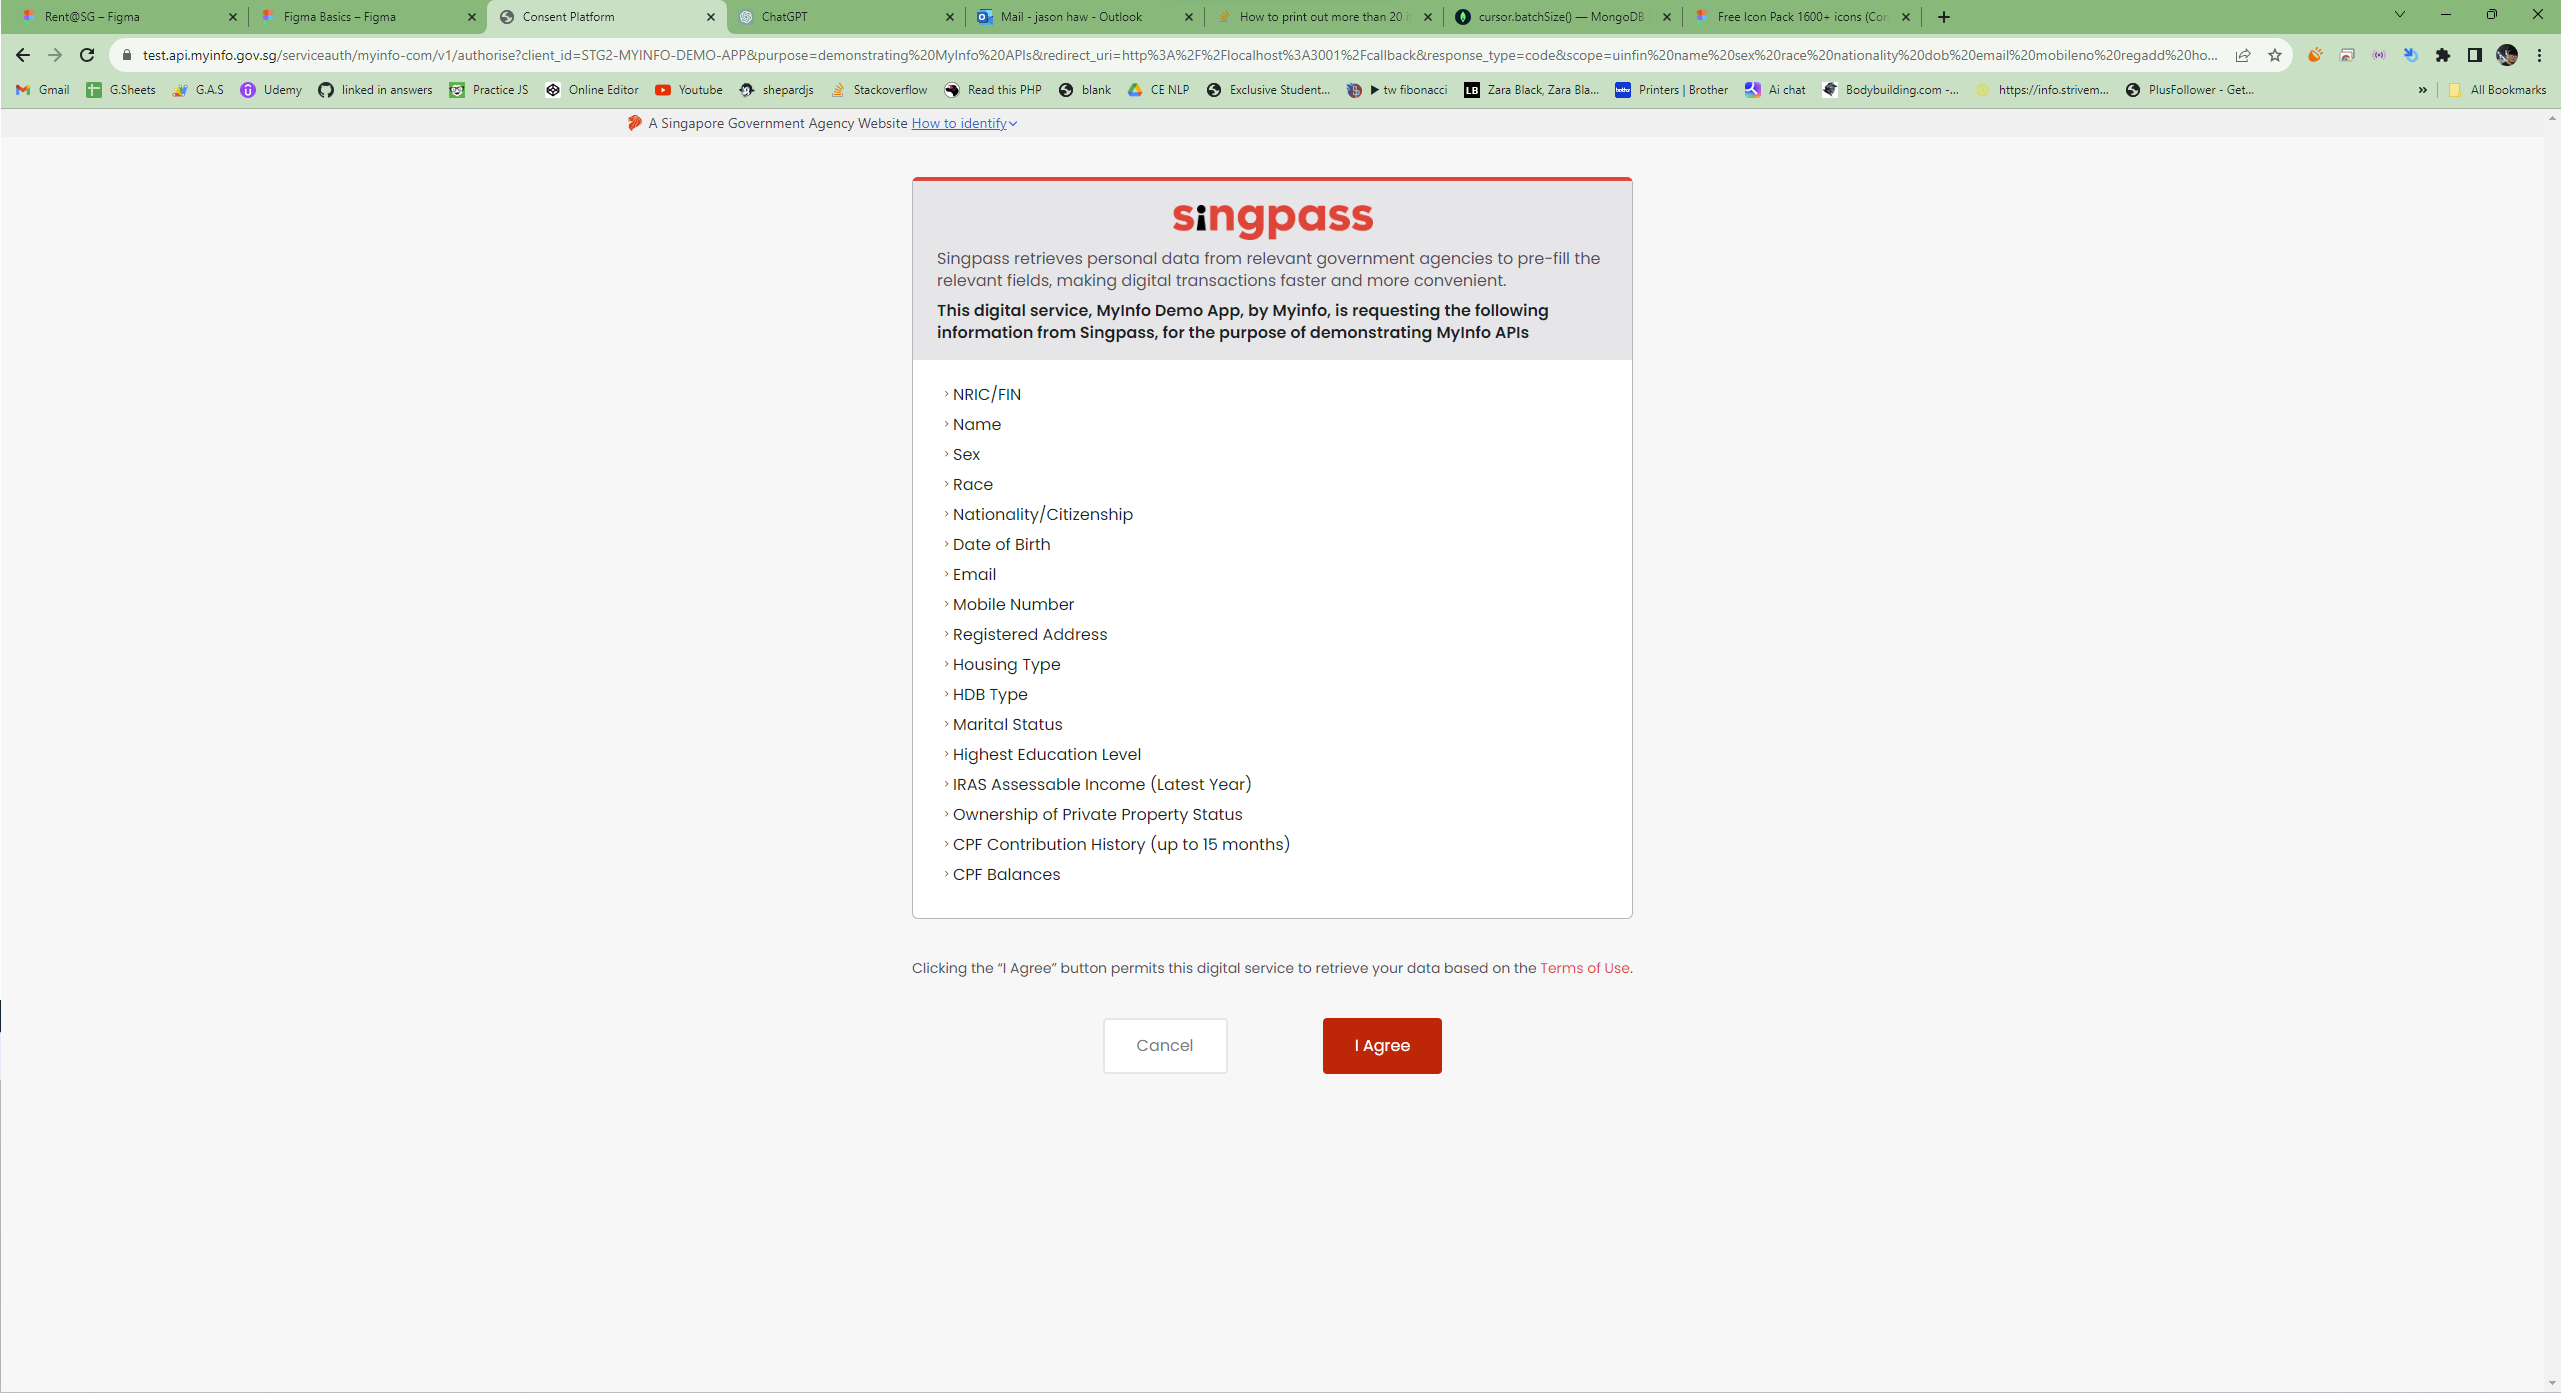 Rent@SG – Figma
Figma Basics – Figma
Consent Platform
ChatGPT
Mail - jason haw - Outlook
How to print out more than 20 i
cursor.batchSize() — MongoDB
Free Icon Pack 1600+ icons (Co
test.api.myinfo.gov.sg/serviceauth/myinfo-com/v1/authorise?client_id=STG2-MYINFO-DEMO-APP&purpose=demonstrating%20MyInfo%20APIs&redirect_uri=http%3A%2F%2Flocalhost%3A3001%2Fcallback&response_type=code&scope=uinfin%20name%20sex%20race%20nationality%20dob%20email%20mobileno%20regadd%20ho...
Gmail G.Sheets G.A.S Udemy linked in answers Practice JS Online Editor Youtube shepardjs Stackoverflow Read this PHP blank CE NLP Exclusive Student... ▶ tw fibonacci Zara Black, Zara Bla... Printers | Brother Ai chat Bodybuilding.com -... https://info.strivem... PlusFollower - Get... » All Bookmarks
A Singapore Government Agency Website How to identify
singpass
Singpass retrieves personal data from relevant government agencies to pre-fill the
relevant fields, making digital transactions faster and more convenient.
This digital service, MyInfo Demo App, by Myinfo, is requesting the following
information from Singpass, for the purpose of demonstrating MyInfo APIs
NRIC/FIN
Name
Sex
Race
Nationality/Citizenship
Date of Birth
Email
Mobile Number
Registered Address
Housing Type
HDB Type
Marital Status
Highest Education Level
IRAS Assessable Income (Latest Year)
Ownership of Private Property Status
CPF Contribution History (up to 15 months)
CPF Balances
Clicking the “I Agree” button permits this digital service to retrieve your data based on the Terms of Use.
Cancel
I Agree